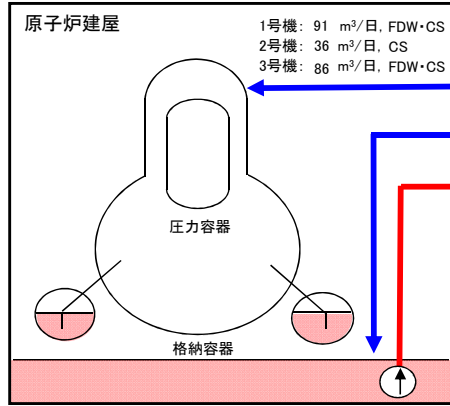 原子炉建屋
1号機: 91 m³/日, FDW・CS
2号機: 36 m³/日, CS
3号機: 86 m³/日, FDW・CS
圧力容器
格納容器